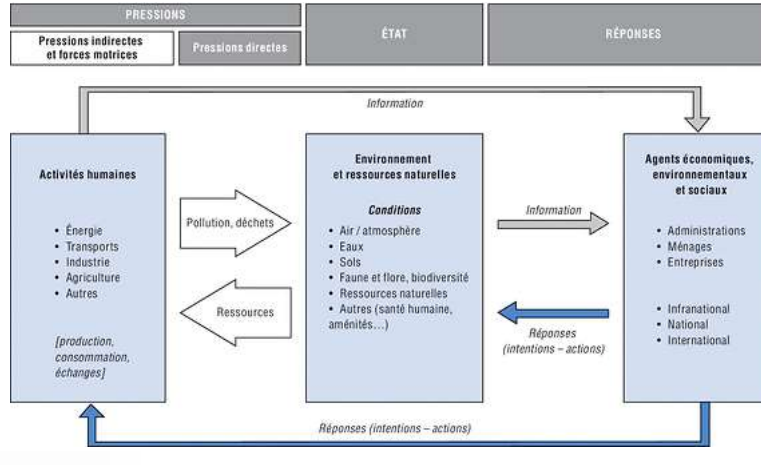 PRESSIONS
Pressions indirectes
et forces motrices
Pressions directes
ÉTAT
RÉPONSES
Information
Activités humaines
• Énergie
• Transports
• Industrie
• Agriculture
• Autres
[production,
consommation,
échanges]
Pollution, déchets
Ressources
Environnement
et ressources naturelles
Conditions
• Air / atmosphère
• Eaux
• Sols
• Faune et flore, biodiversité
• Ressources naturelles
• Autres (santé humaine,
aménités…)
Information
Réponses
(intentions – actions)
Agents économiques,
environnementaux
et sociaux
• Administrations
• Ménages
• Entreprises
• Infranational
• National
• International
Réponses (intentions – actions)